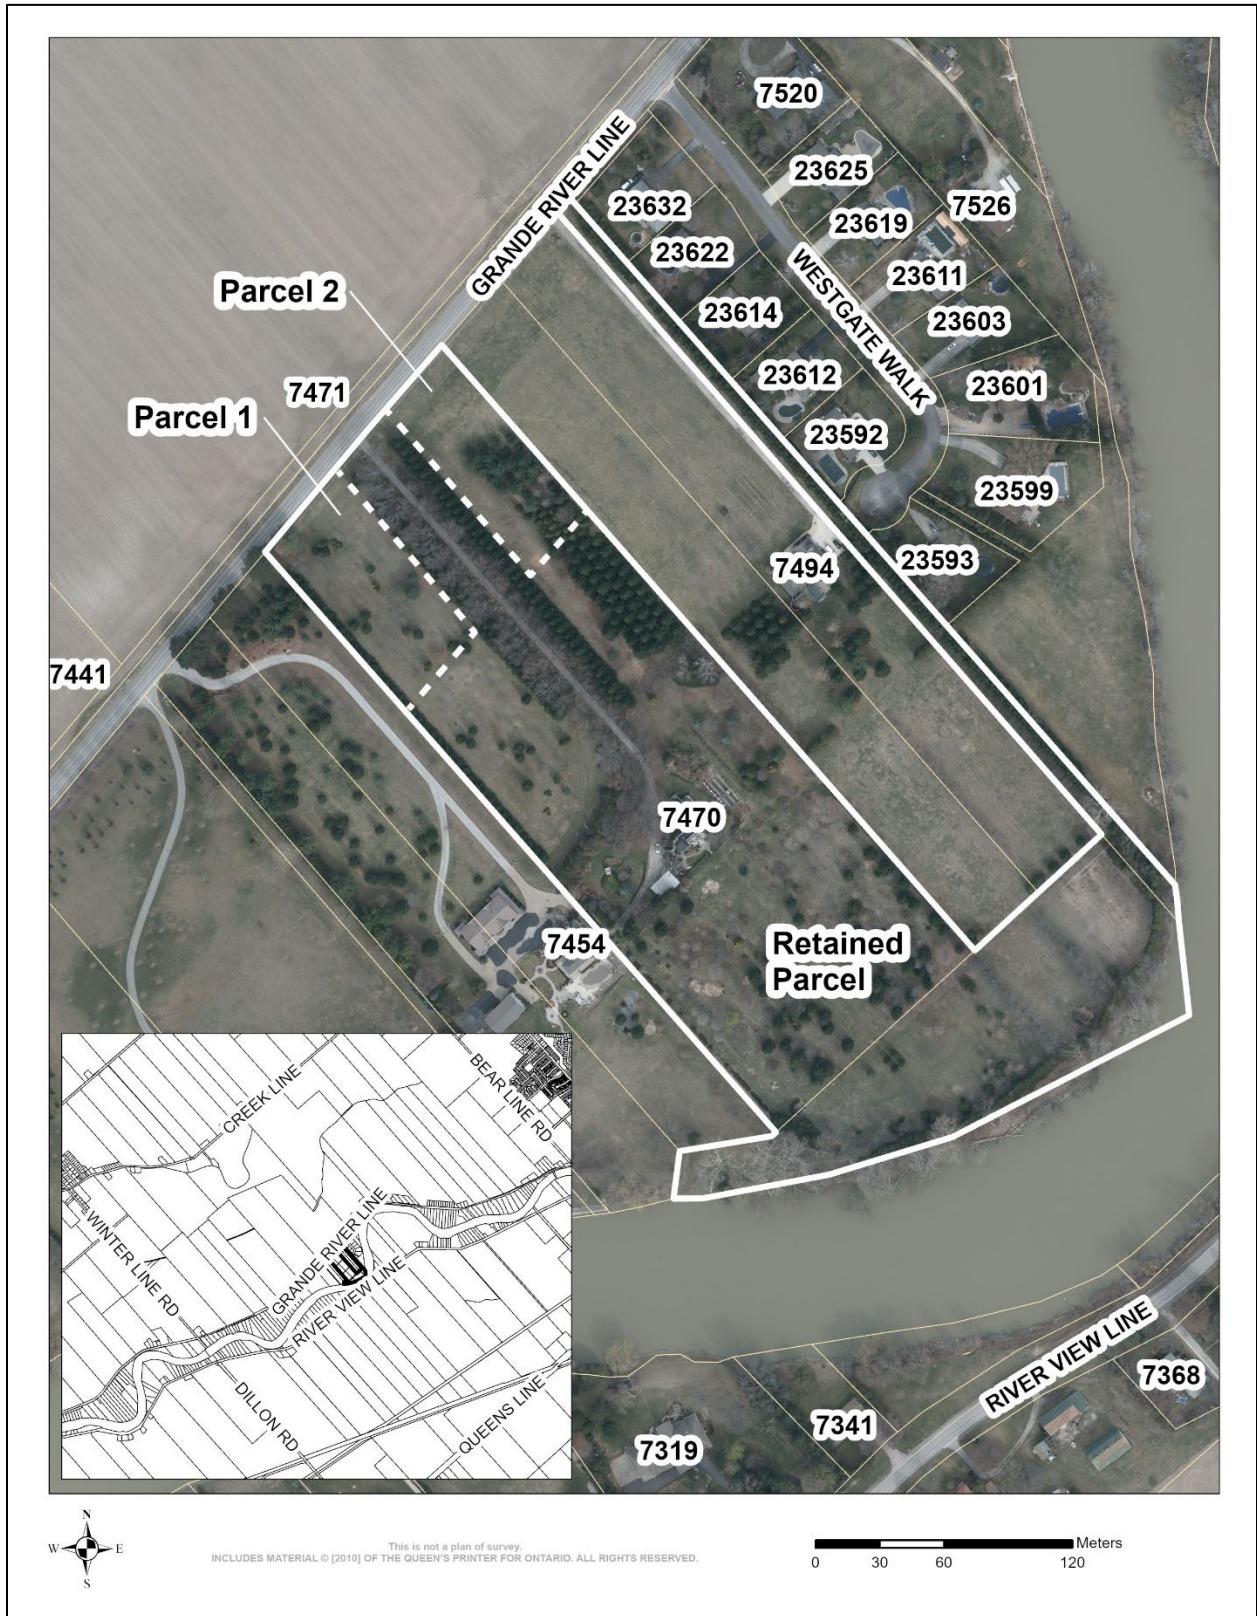 7520
GRANDE RIVER LINE
23625
23632
7526
23619
23622
WESTGATE WALK
23611
Parcel 2
23614
23603
7471
23612
23601
Parcel 1
23592
23599
7494
23593
7441
7470
Retained
Parcel
7454
BEAR LINE RD
CREEK LINE
GRANDE RIVER LINE
WINTER LINE RD
RIVER VIEW LINE
DILLON RD
QUEENS LINE
RIVER VIEW LINE
7368
7341
7319
N
W E
S
This is not a plan of survey.
INCLUDES MATERIAL © [2010] OF THE QUEEN'S PRINTER FOR ONTARIO. ALL RIGHTS RESERVED.
Meters
0 30 60 120